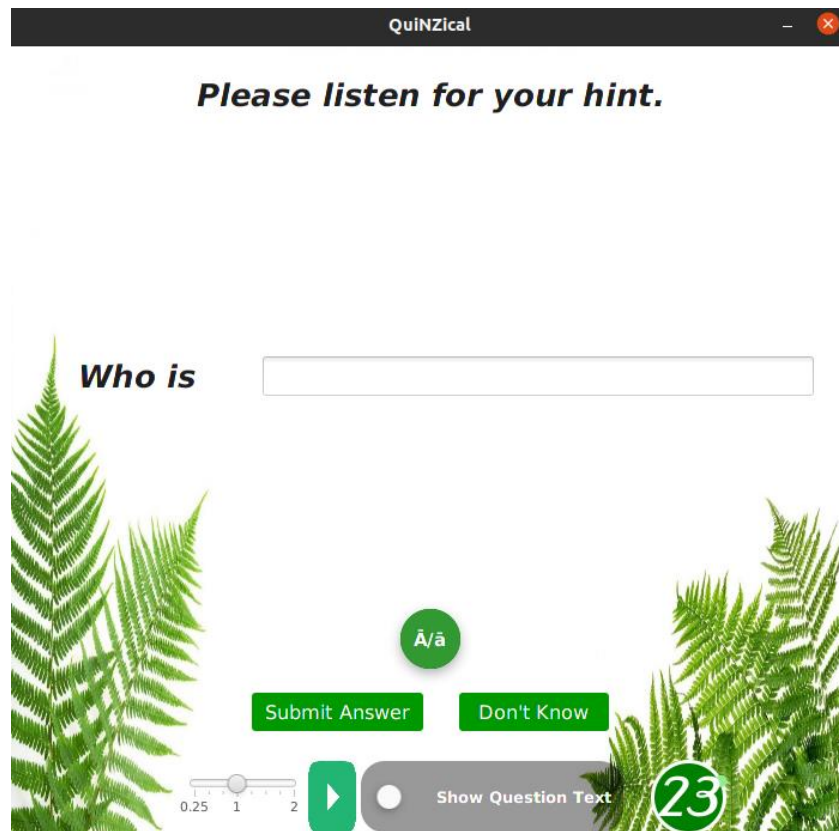 QuiNZical
Please listen for your hint.
Who is
Ā/ā
Submit Answer Don't Know
0.25 1 2
Show Question Text
23